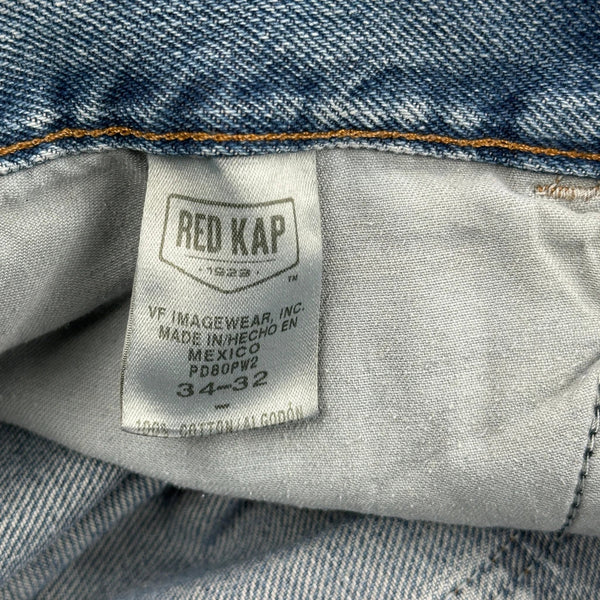 RED KAP
· 1923 ·
™
VF IMAGEWEAR, INC.
MADE IN/HECHO EN
MEXICO
PD80PW2
34-32
100% COTTON/ALGODÓN